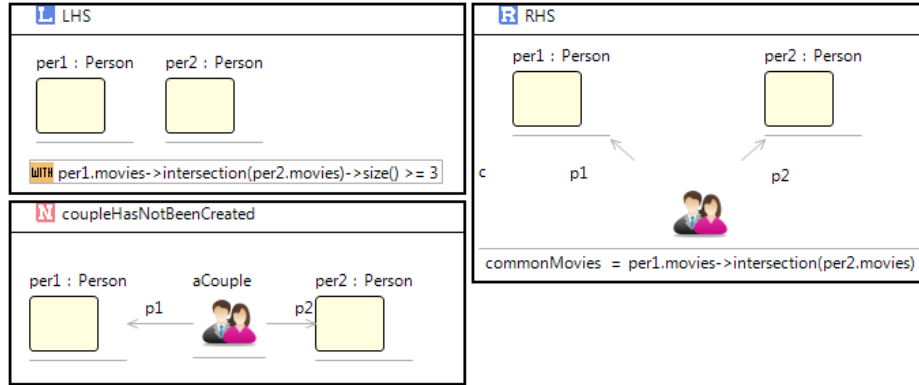 L LHS
per1 : Person per2 : Person
WITH per1.movies->intersection(per2.movies)->size() >= 3
N coupleHasNotBeenCreated
per1 : Person aCouple per2 : Person
p1 p2
R RHS
per1 : Person per2 : Person
c p1 p2
commonMovies = per1.movies->intersection(per2.movies)